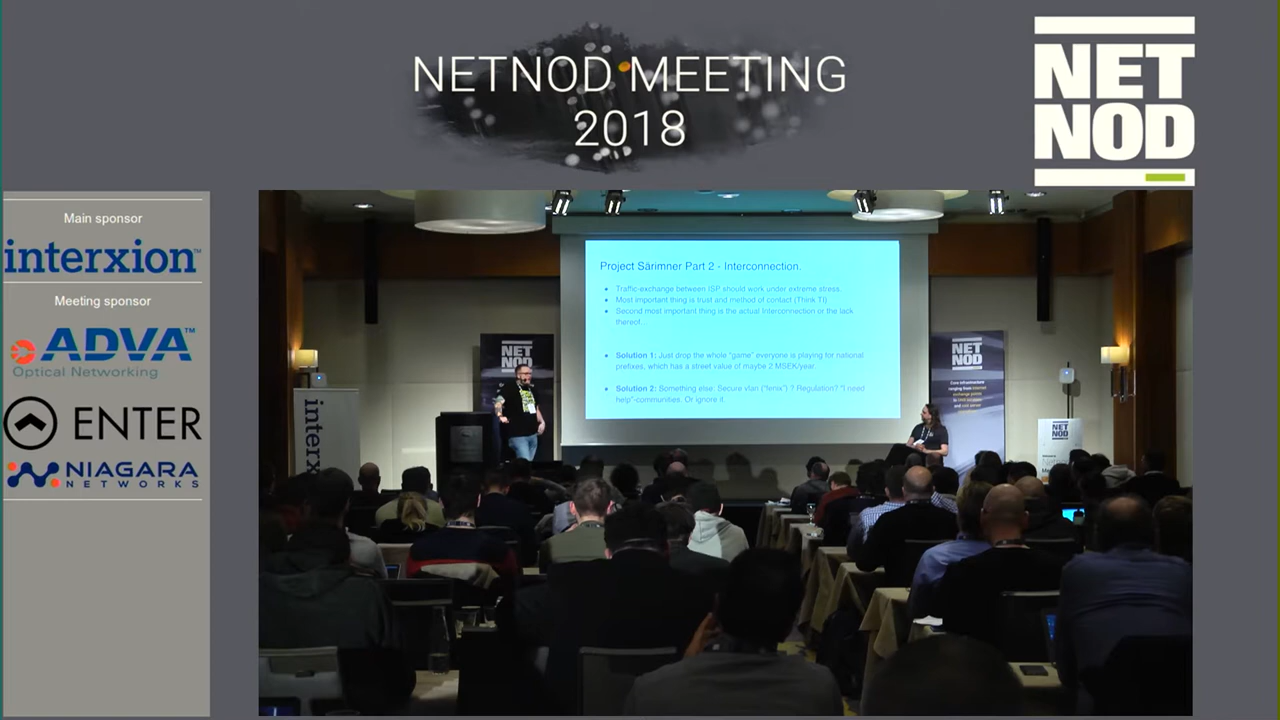 NETNOD MEETING
2018
NET
NOD
Main sponsor
interxion™
Meeting sponsor
ADVA™
Optical Networking
ENTER
NIAGARA
NETWORKS
Project Särimner Part 2 - Interconnection.
• Traffic-exchange between ISP should work under extreme stress.
• Most important thing is trust and method of contact (Think TI)
• Second most important thing is the actual Interconnection or the lack
thereof...
• Solution 1: Just drop the whole "game" everyone is playing for national
prefixes, which has a street value of maybe 2 MSEK/year.
• Solution 2: Something else: Secure vlan ("fenix") ? Regulation? "I need
help"-communities. Or ignore it.
NET
NOD
interx
NET
NOD
Core infrastructure
NET
NOD